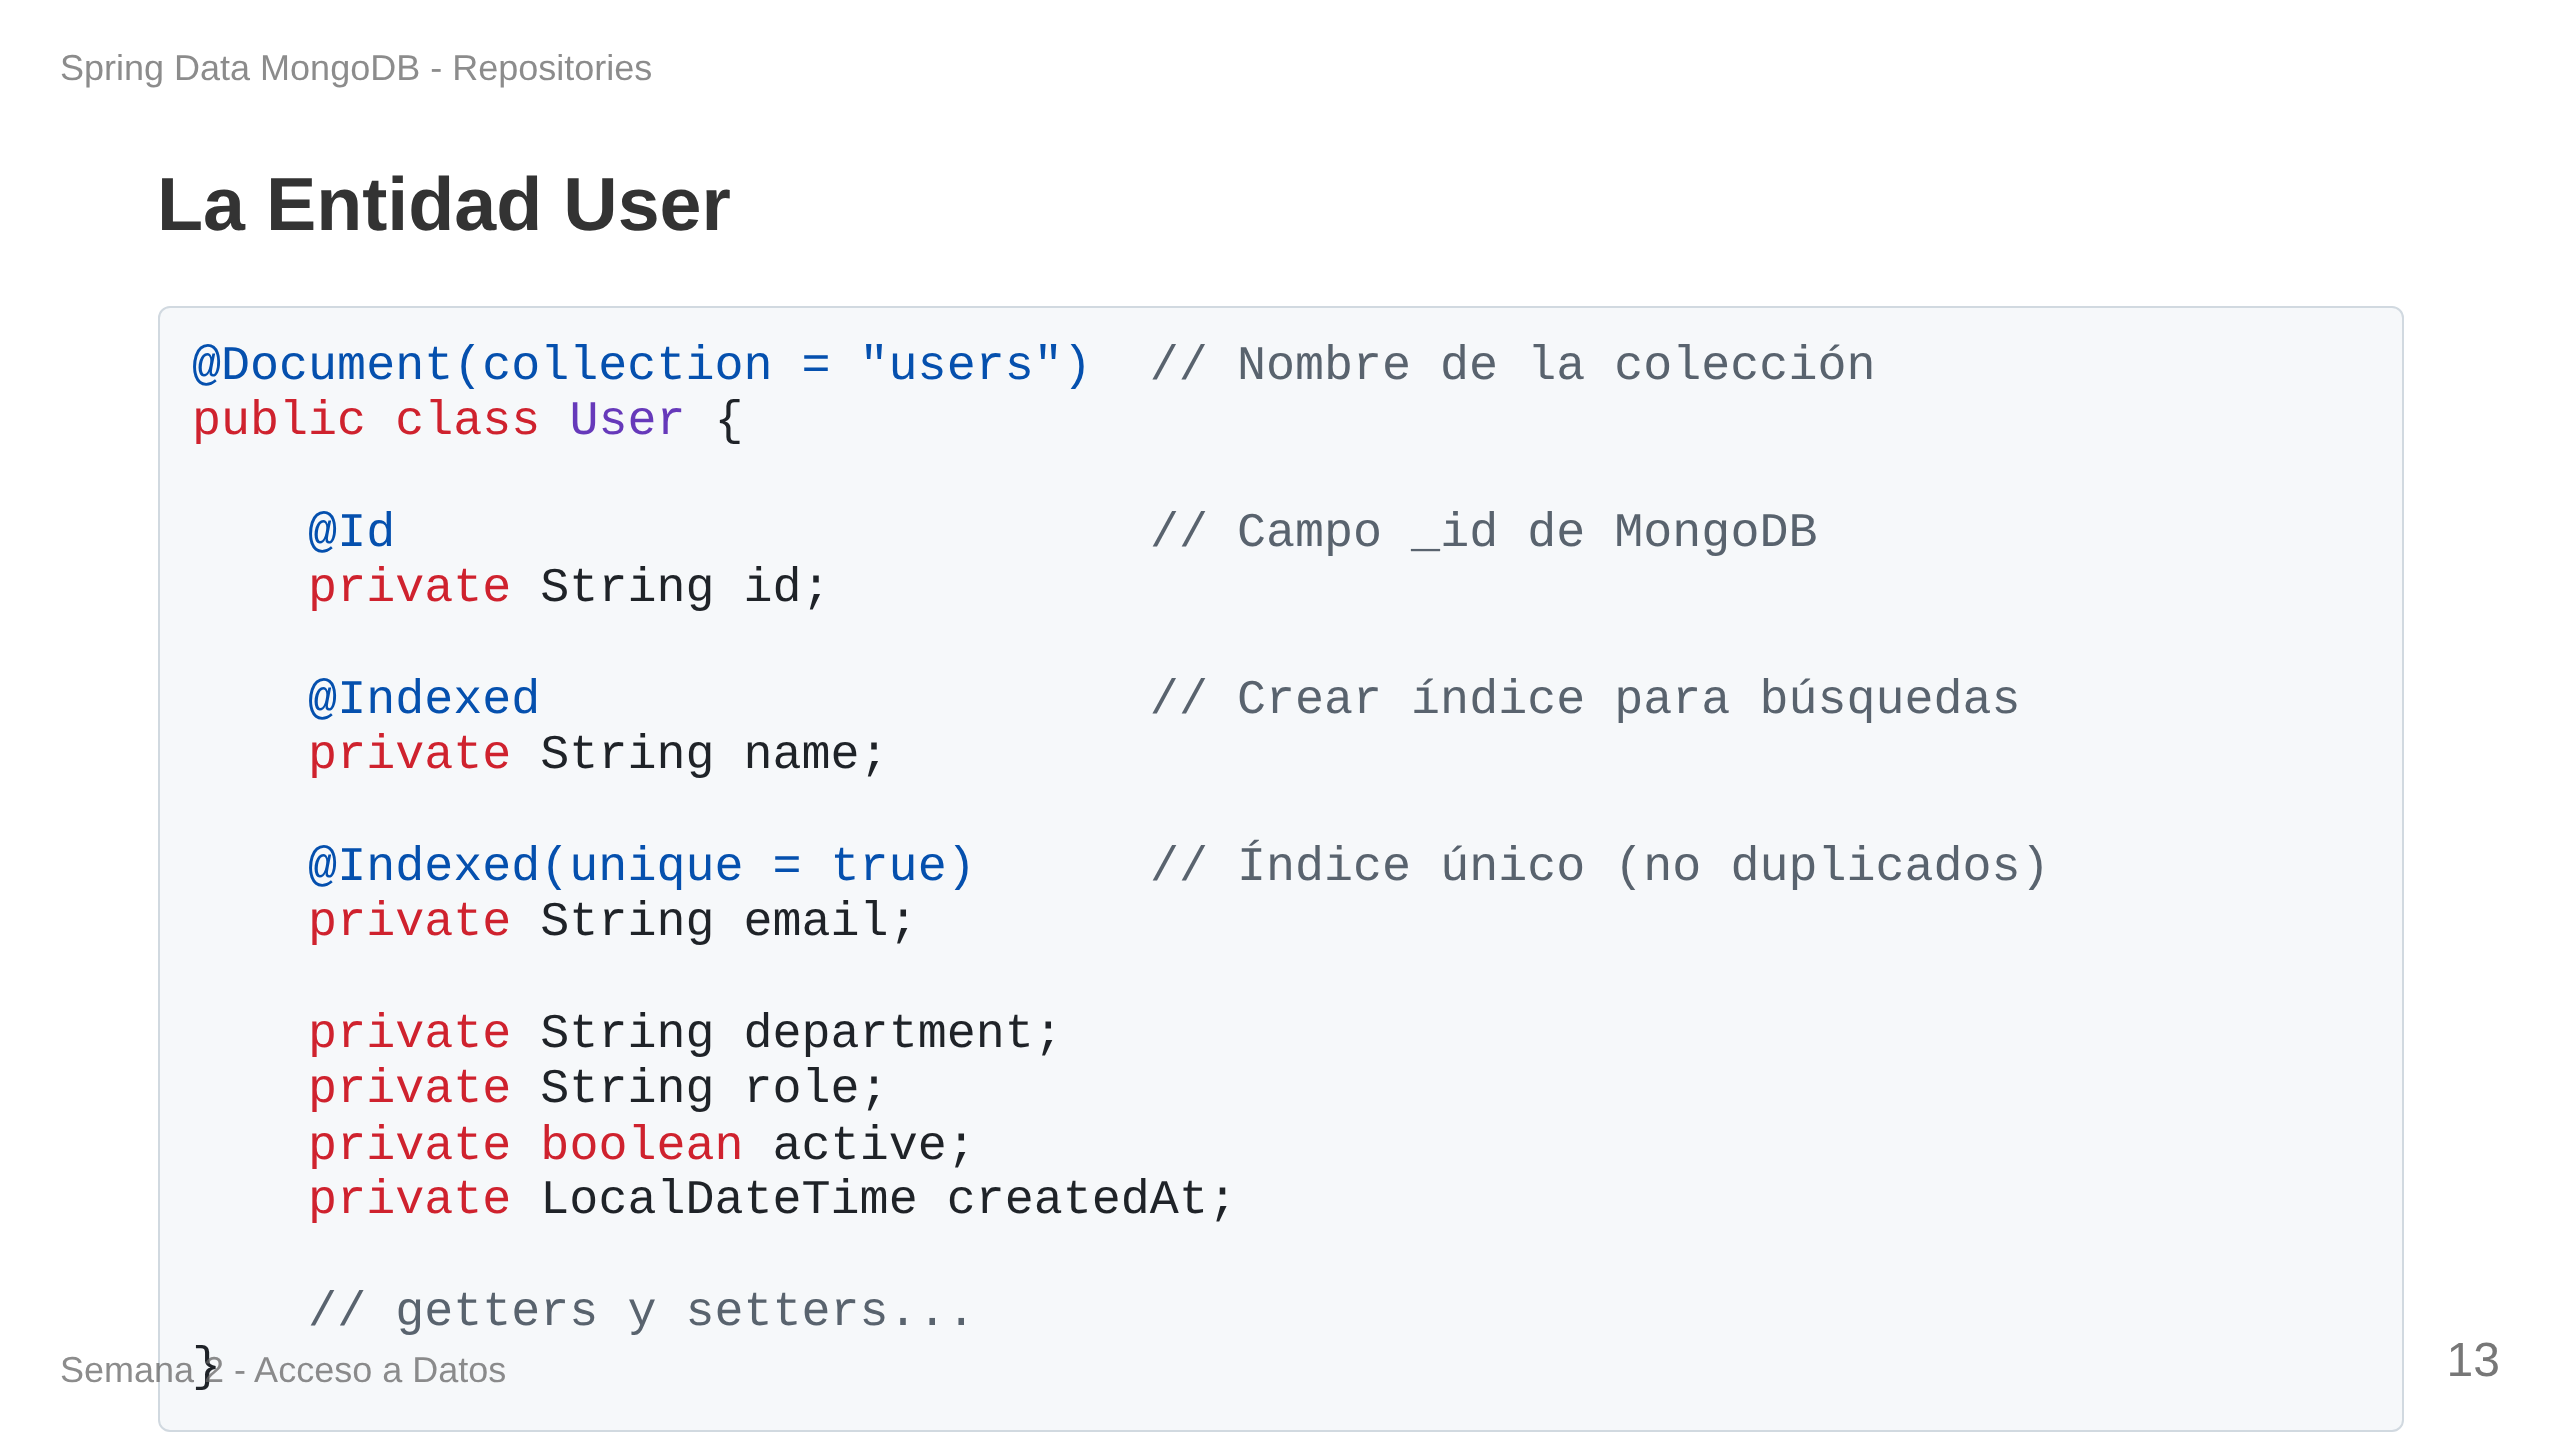 Spring Data MongoDB - Repositories
La Entidad User
@Document(collection = "users")  // Nombre de la colección
public class User {
    @Id                          // Campo _id de MongoDB
    private String id;
    @Indexed                     // Crear índice para búsquedas
    private String name;
    @Indexed(unique = true)      // Índice único (no duplicados)
    private String email;
    private String department;
    private String role;
    private boolean active;
    private LocalDateTime createdAt;
    // getters y setters...
}
Semana 2 - Acceso a Datos
13